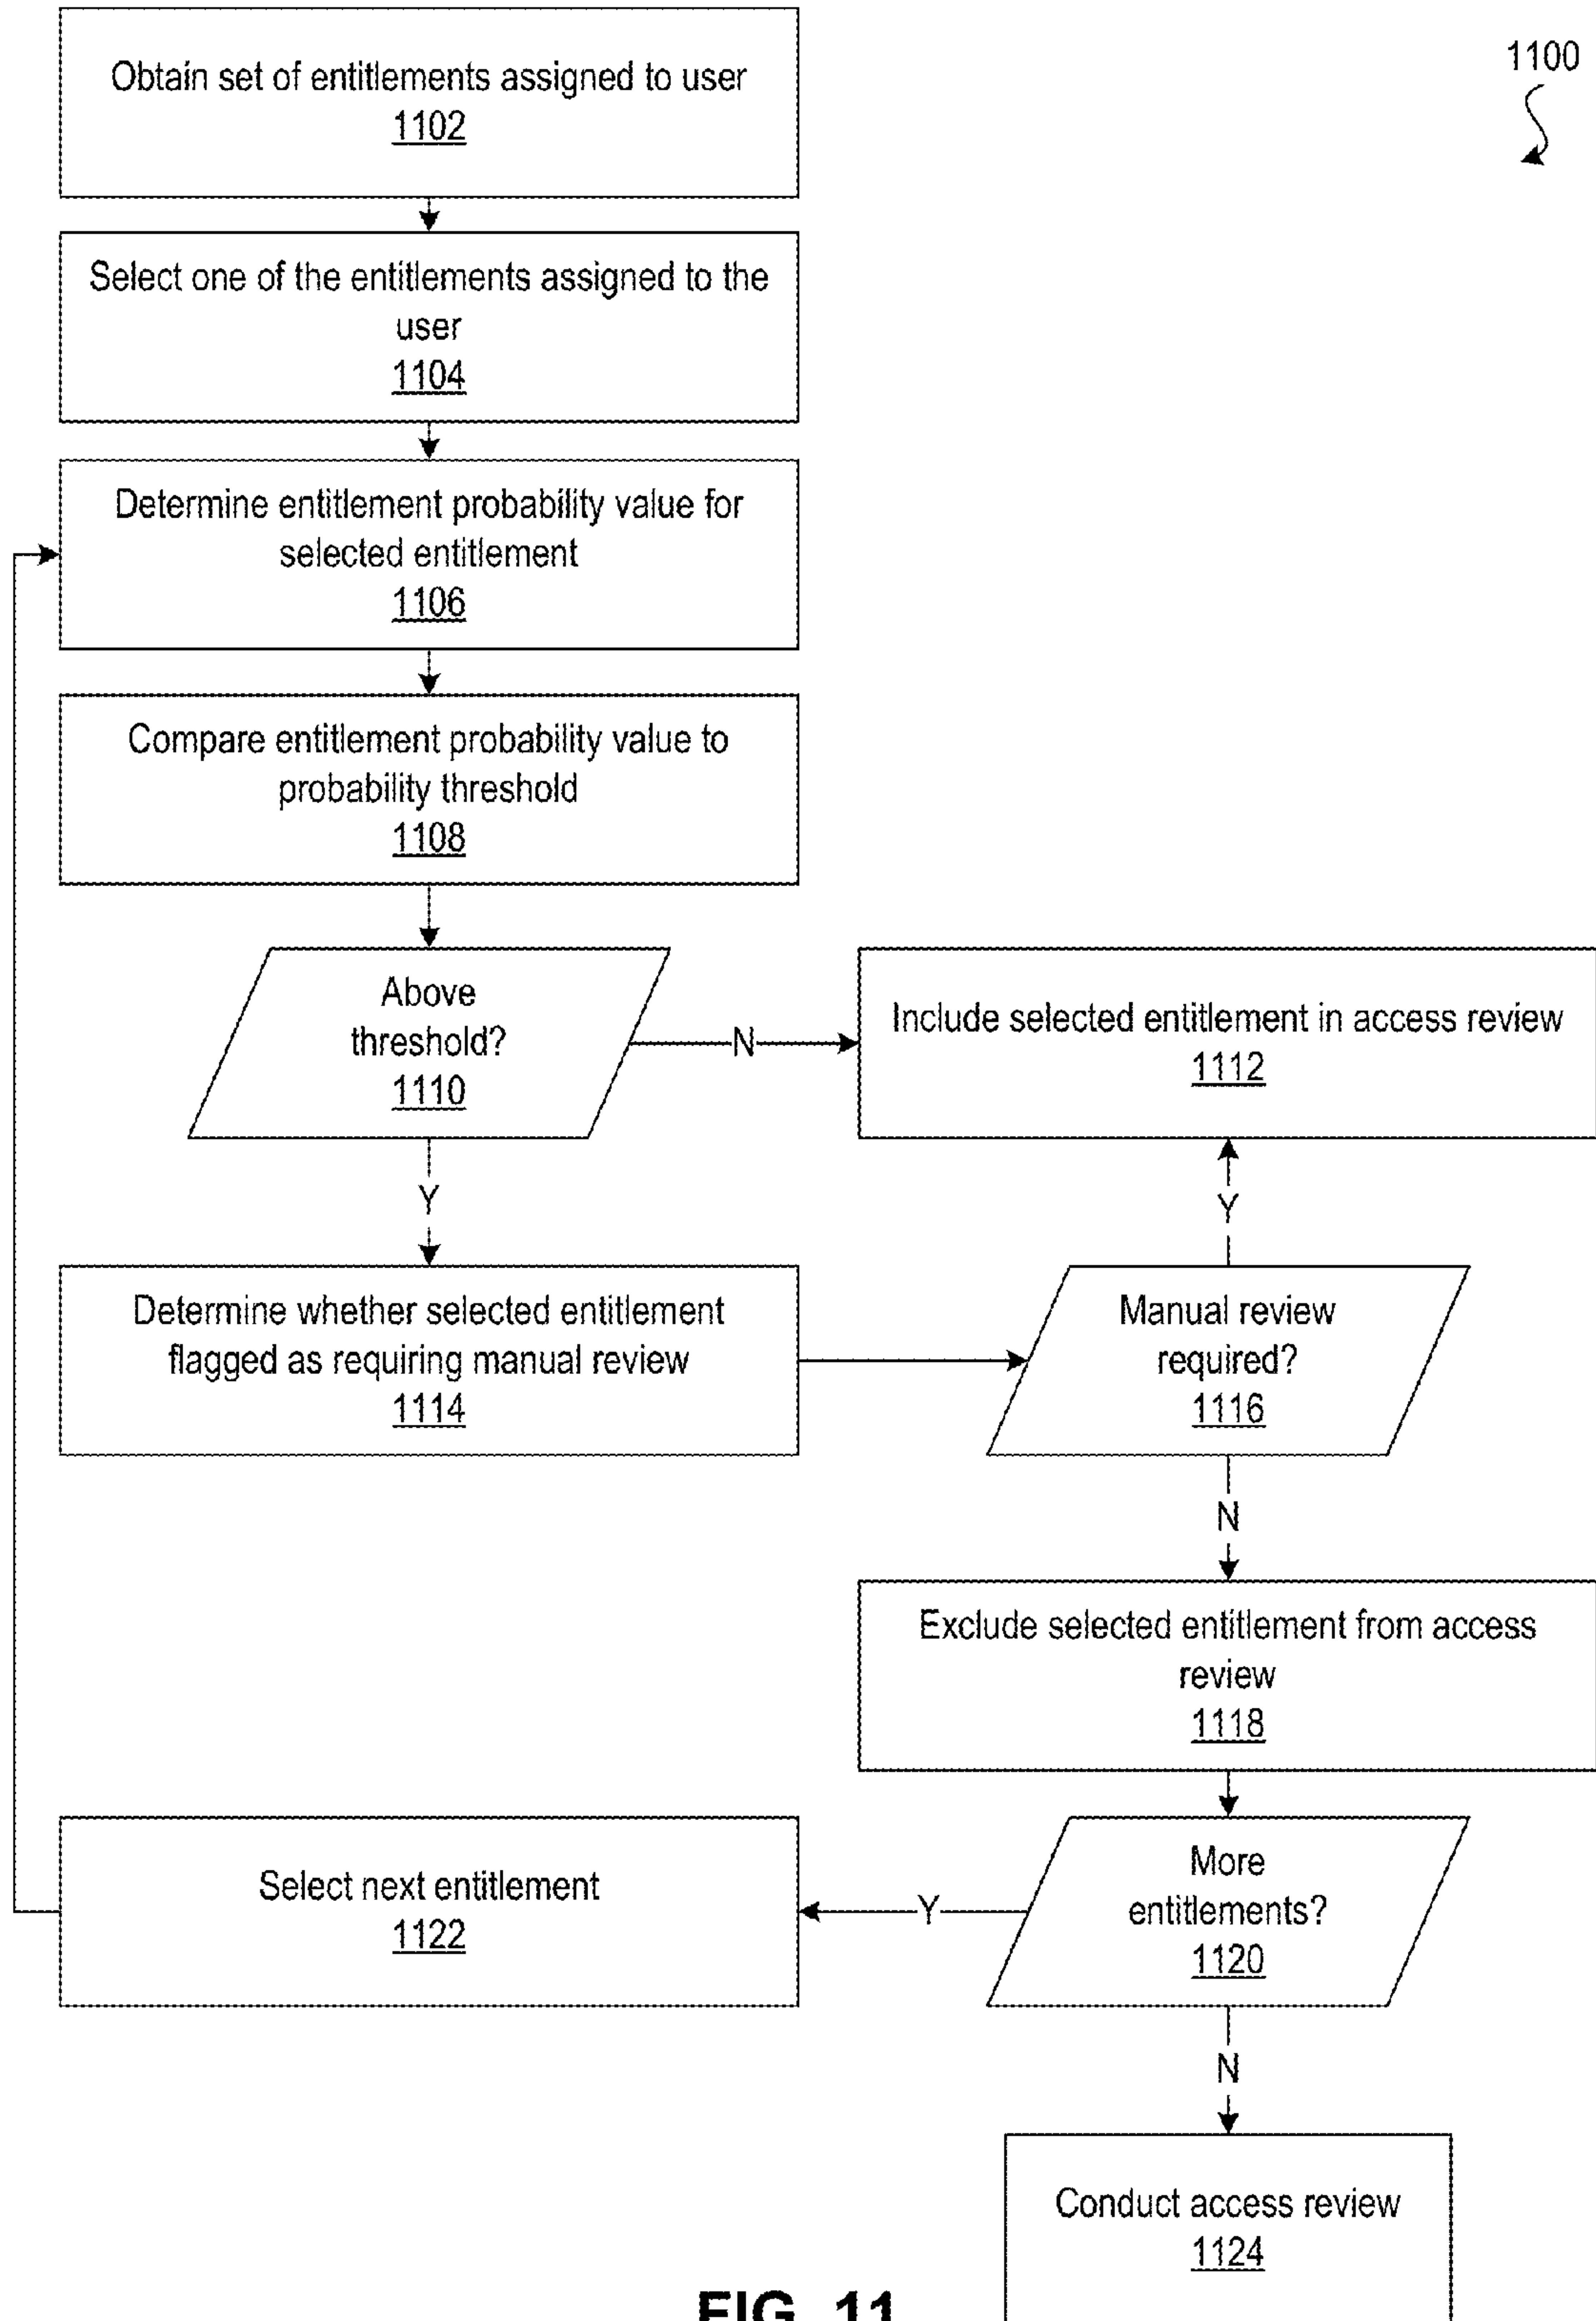 Obtain set of entitlements assigned to user
1102
1100
Select one of the entitlements assigned to the
user
1104
Determine entitlement probability value for
selected entitlement
1106
Compare entitlement probability value to
probability threshold
1108
Above
threshold?
1110
N
Include selected entitlement in access review
1112
Y
Y
Determine whether selected entitlement
flagged as requiring manual review
1114
Manual review
required?
1116
N
Exclude selected entitlement from access
review
1118
Select next entitlement
1122
Y
More
entitlements?
1120
N
Conduct access review
1124
FIG. 11